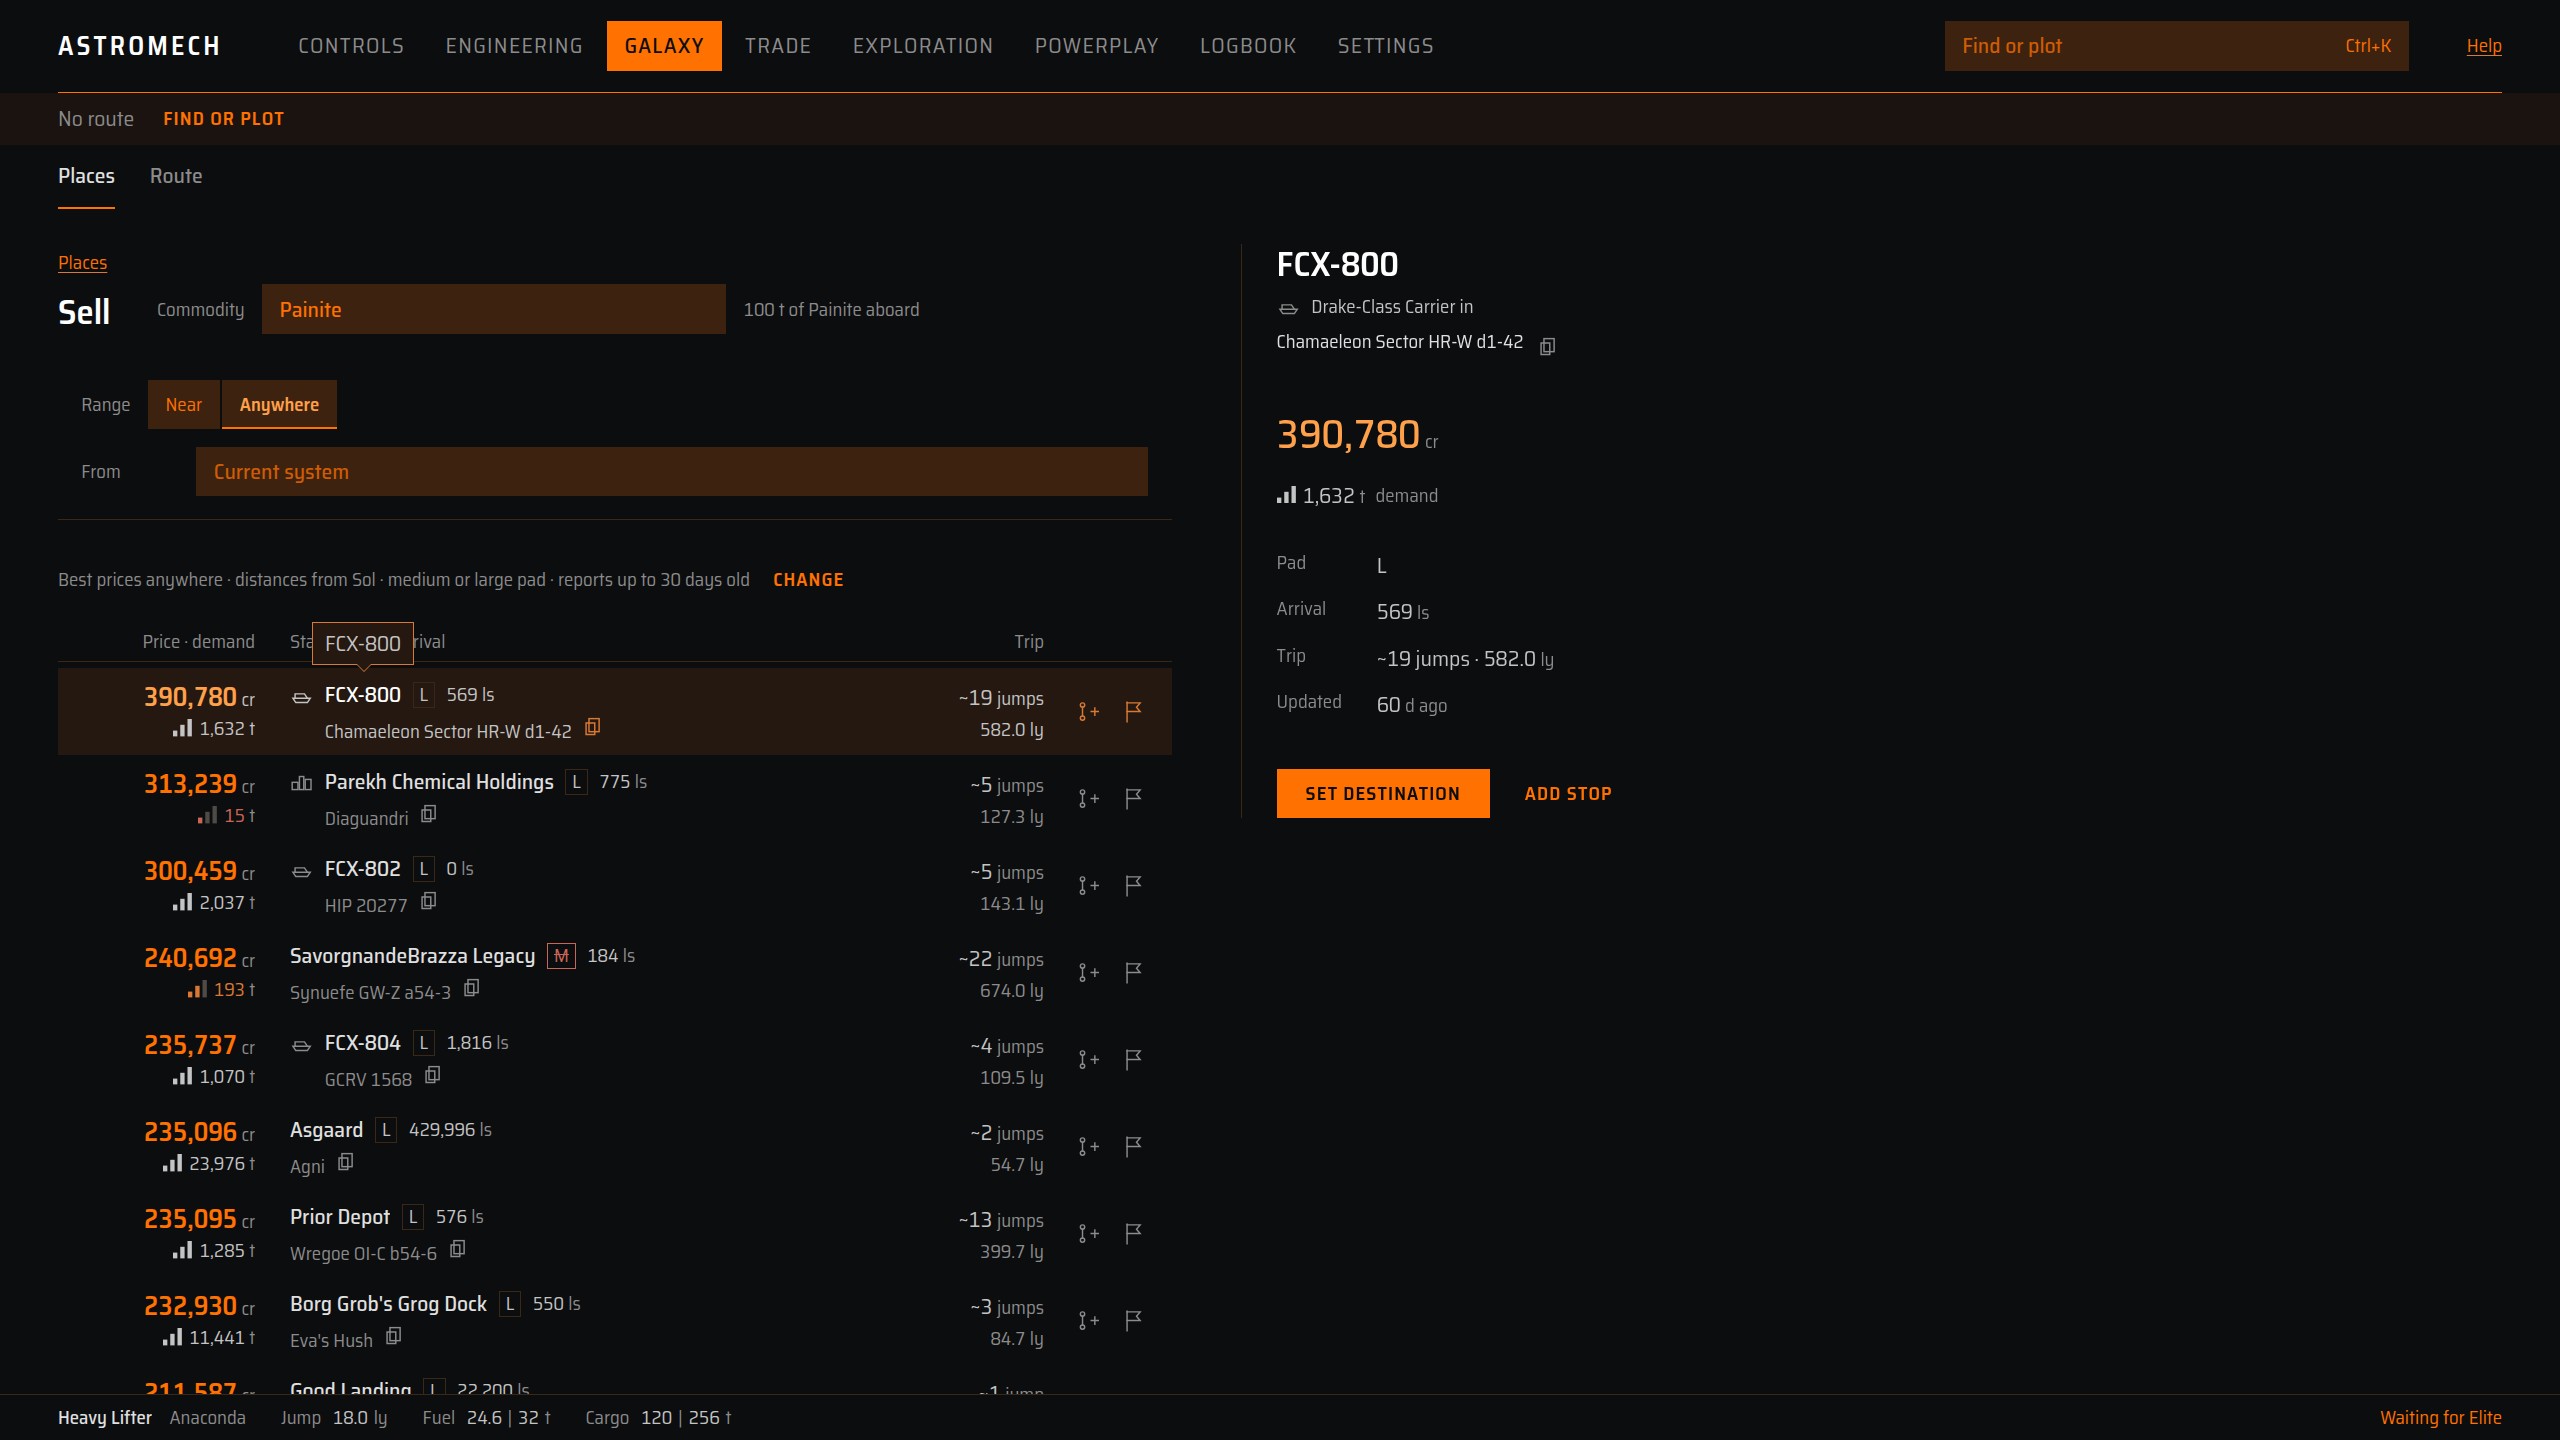 ASTROMECH CONTROLS ENGINEERING GALAXY TRADE EXPLORATION POWERPLAY LOGBOOK SETTINGS Find or plot Ctrl+K Help
No route FIND OR PLOT
Places Route
Places
Sell Commodity Painite 100 t of Painite aboard
Range Near Anywhere
From Current system
Best prices anywhere · distances from Sol · medium or large pad · reports up to 30 days old CHANGE
Price · demand Sta FCX-800 rival Trip
390,780 cr FCX-800 L 569 ls ~19 jumps
1,632 t Chamaeleon Sector HR-W d1-42 582.0 ly
313,239 cr Parekh Chemical Holdings L 775 ls ~5 jumps
15 t Diaguandri 127.3 ly
300,459 cr FCX-802 L 0 ls ~5 jumps
2,037 t HIP 20277 143.1 ly
240,692 cr SavorgnandeBrazza Legacy M 184 ls ~22 jumps
193 t Synuefe GW-Z a54-3 674.0 ly
235,737 cr FCX-804 L 1,816 ls ~4 jumps
1,070 t GCRV 1568 109.5 ly
235,096 cr Asgaard L 429,996 ls ~2 jumps
23,976 t Agni 54.7 ly
235,095 cr Prior Depot L 576 ls ~13 jumps
1,285 t Wregoe OI-C b54-6 399.7 ly
232,930 cr Borg Grob's Grog Dock L 550 ls ~3 jumps
11,441 t Eva's Hush 84.7 ly
211,587 cr Good Landing L 22,200 ls ~1 jump
FCX-800
Drake-Class Carrier in
Chamaeleon Sector HR-W d1-42
390,780 cr
1,632 t demand
Pad L
Arrival 569 ls
Trip ~19 jumps · 582.0 ly
Updated 60 d ago
SET DESTINATION ADD STOP
Heavy Lifter Anaconda Jump 18.0 ly Fuel 24.6 | 32 t Cargo 120 | 256 t Waiting for Elite